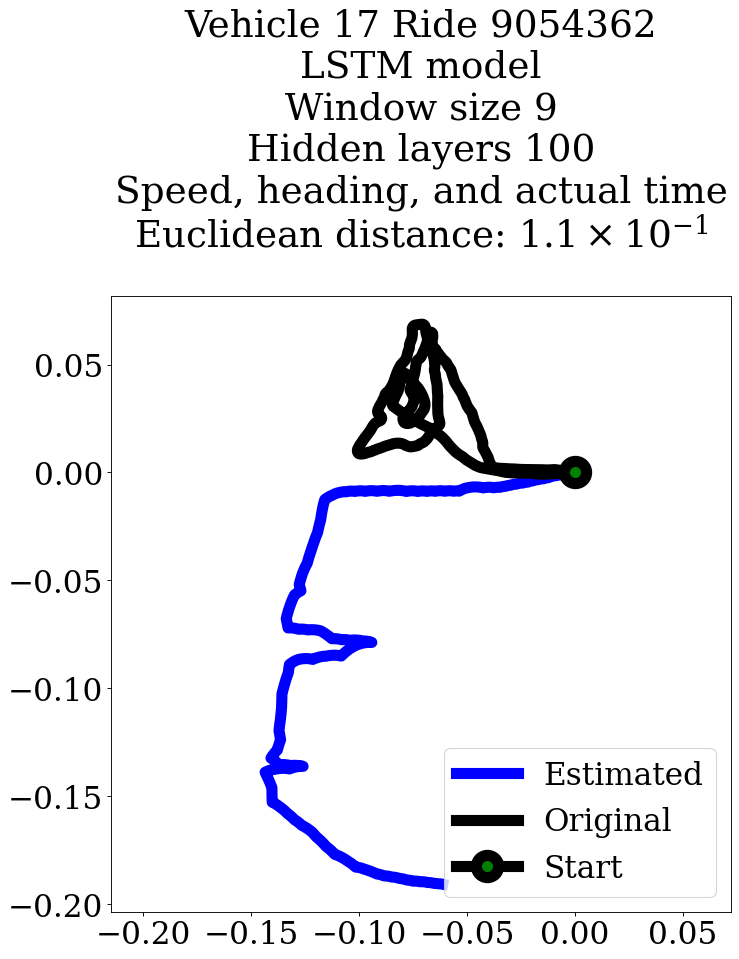 Vehicle 17 Ride 9054362
LSTM model
Window size 9
Hidden layers 100
Speed, heading, and actual time
Euclidean distance: 1.1 × 10⁻¹
0.05
0.00
−0.05
−0.10
−0.15
−0.20
Estimated
Original
Start
−0.20 −0.15 −0.10 −0.05 0.00 0.05